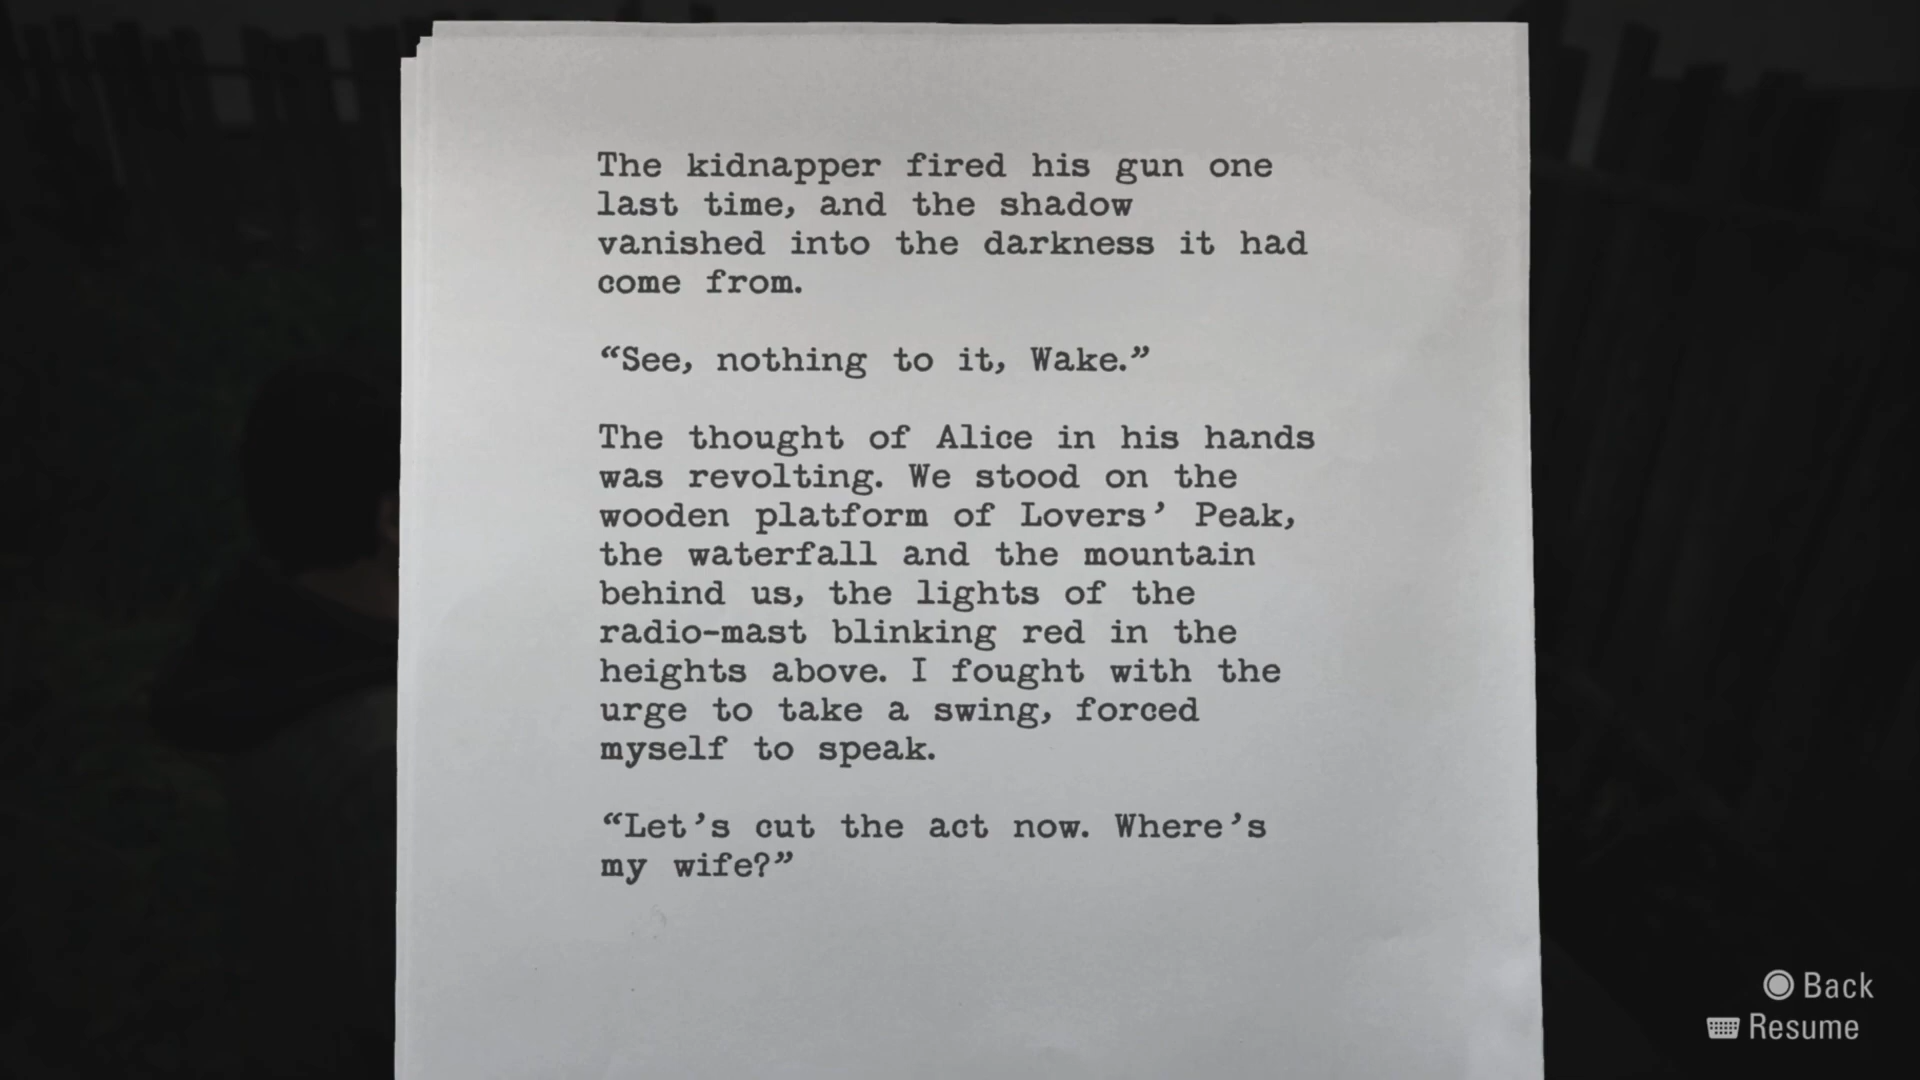 The kidnapper fired his gun one
last time, and the shadow
vanished into the darkness it had
come from.
“See, nothing to it, Wake.”
The thought of Alice in his hands
was revolting. We stood on the
wooden platform of Lovers’ Peak,
the waterfall and the mountain
behind us, the lights of the
radio-mast blinking red in the
heights above. I fought with the
urge to take a swing, forced
myself to speak.
“Let’s cut the act now. Where’s
my wife?”
Back
Resume